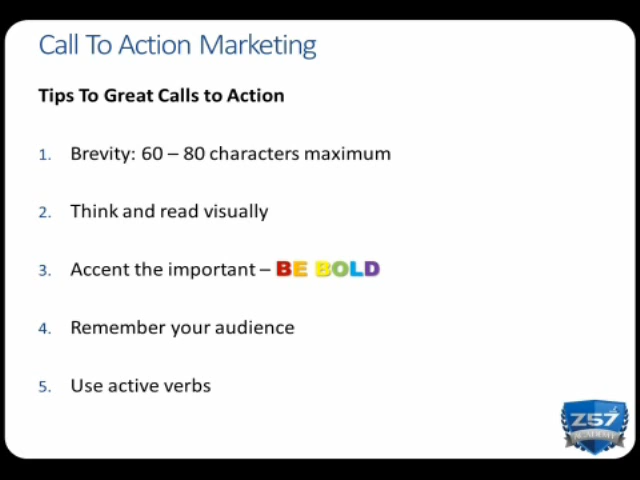 Call To Action Marketing
Tips To Great Calls to Action
1. Brevity: 60 – 80 characters maximum
2. Think and read visually
3. Accent the important – BE BOLD
4. Remember your audience
5. Use active verbs
Z57
ACADEMY